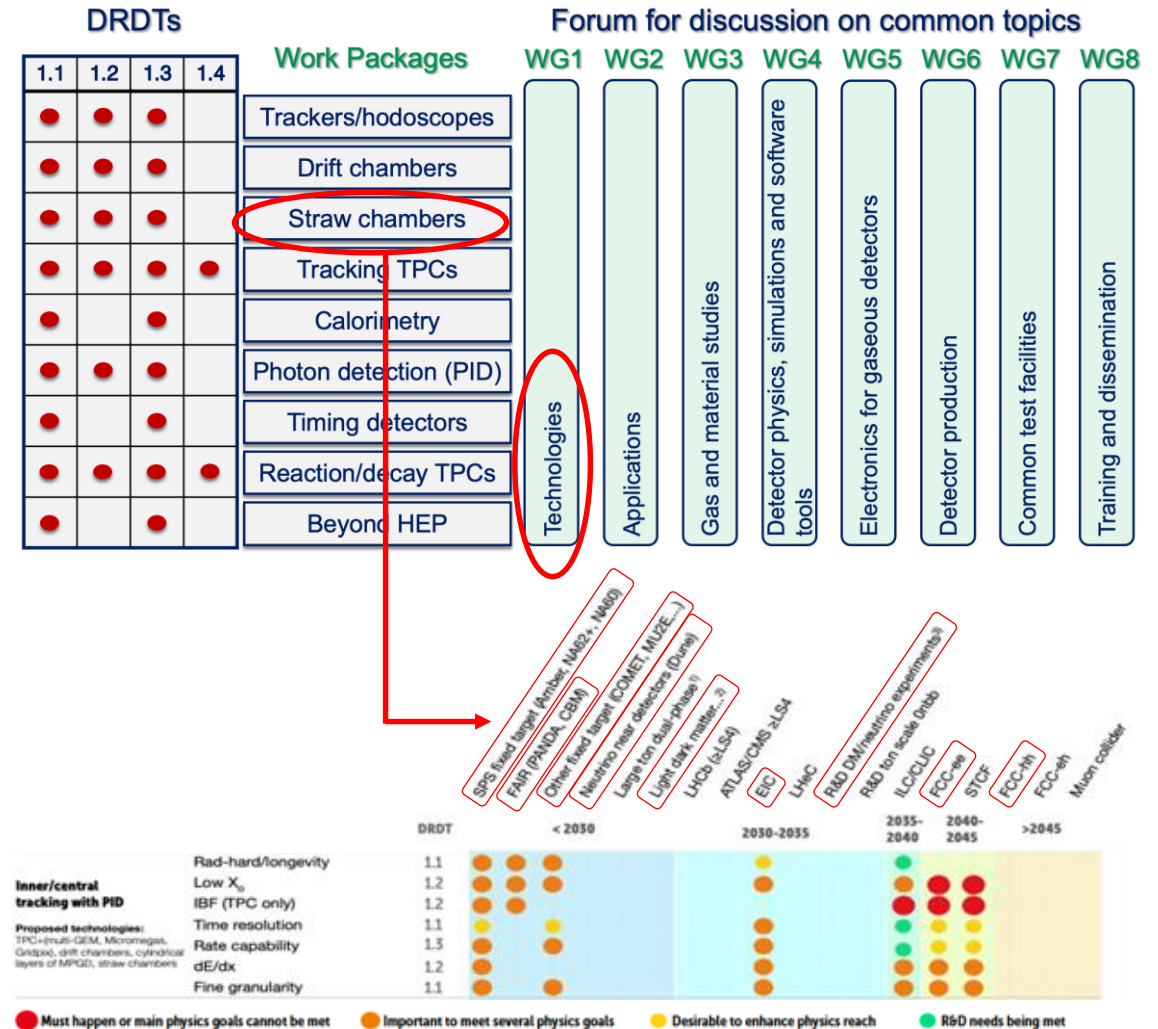 DRDTs
Forum for discussion on common topics
Work Packages
WG1 WG2 WG3 WG4 WG5 WG6 WG7 WG8
1.1 1.2 1.3 1.4
Trackers/hodoscopes
Drift chambers
Straw chambers
Tracking TPCs
Calorimetry
Photon detection (PID)
Timing detectors
Reaction/decay TPCs
Beyond HEP
Technologies
Applications
Gas and material studies
Detector physics, simulations and software
tools
Electronics for gaseous detectors
Detector production
Common test facilities
Training and dissemination
SPS fixed target (Amber, NA62+, NA60)
FAIR (PANDA, CBM)
Other fixed target (COMET, MU2E,...)
Neutrino near detectors (Dune)
Large ton dual-phase¹⁾
Light dark matter...²⁾
LHCb (≥LS4)
ATLAS/CMS ≥LS4
EIC
LHeC
R&D DM/neutrino experiments³⁾
R&D ton scale 0nbb
ILC/CLIC
FCC-ee
STCF
FCC-hh
FCC-eh
Muon collider
DRDT
< 2030
2030-2035
2035-
2040
2040-
2045
>2045
Rad-hard/longevity 1.1
Inner/central
tracking with PID
Low X₀ 1.2
IBF (TPC only) 1.2
Proposed technologies:
TPC+(multi-GEM, Micromegas,
Gridpix), drift chambers, cylindrical
layers of MPGD, straw chambers
Time resolution 1.1
Rate capability 1.3
dE/dx 1.2
Fine granularity 1.1
Must happen or main physics goals cannot be met
Important to meet several physics goals
Desirable to enhance physics reach
R&D needs being met